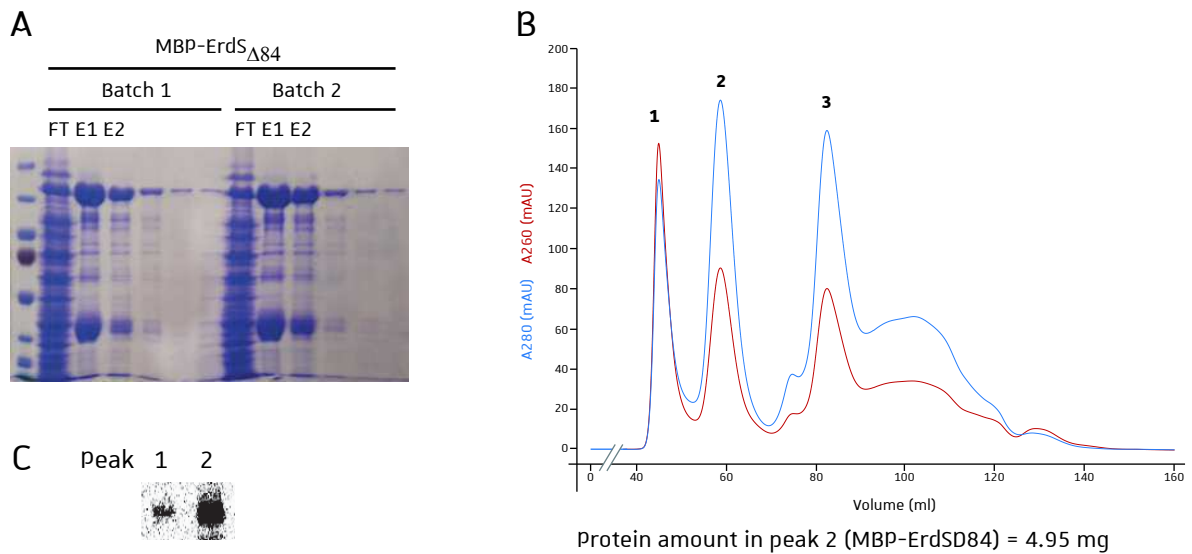 A
MBP-ErdSΔ84
Batch 1 Batch 2
FT E1 E2 FT E1 E2
B
200
180
160
140
120
100
80
60
40
20
0
A280 (mAU) A260 (mAU)
1
2
3
0 40 60 80 100 120 140 160
Volume (ml)
Protein amount in peak 2 (MBP-ErdSD84) = 4.95 mg
C
Peak 1 2